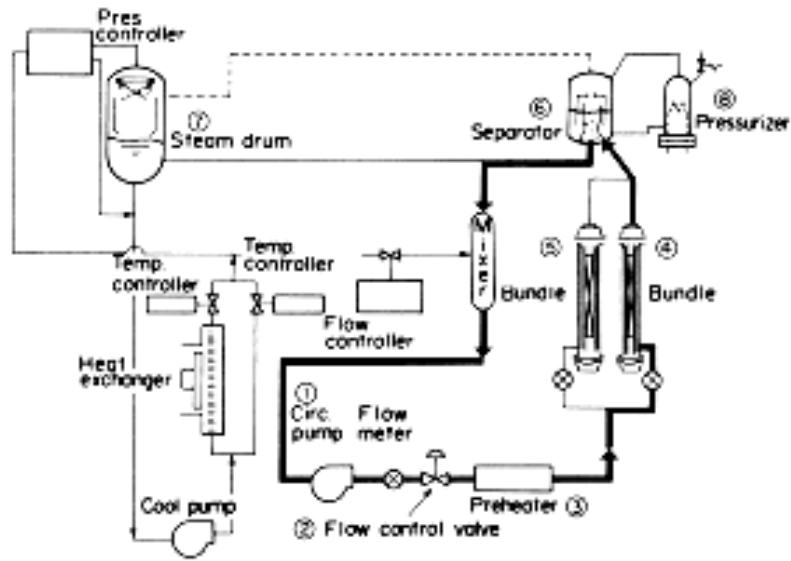 Pres
controller
⑦
Steam drum
⑥
Separator
⑧
Pressurizer
Temp.
controller
Temp.
controller
Flow
controller
Mixer
⑤
Bundle
④
Bundle
Heat
exchanger
①
Circ.
pump
Flow
meter
Cool pump
② Flow control valve
Preheater ③